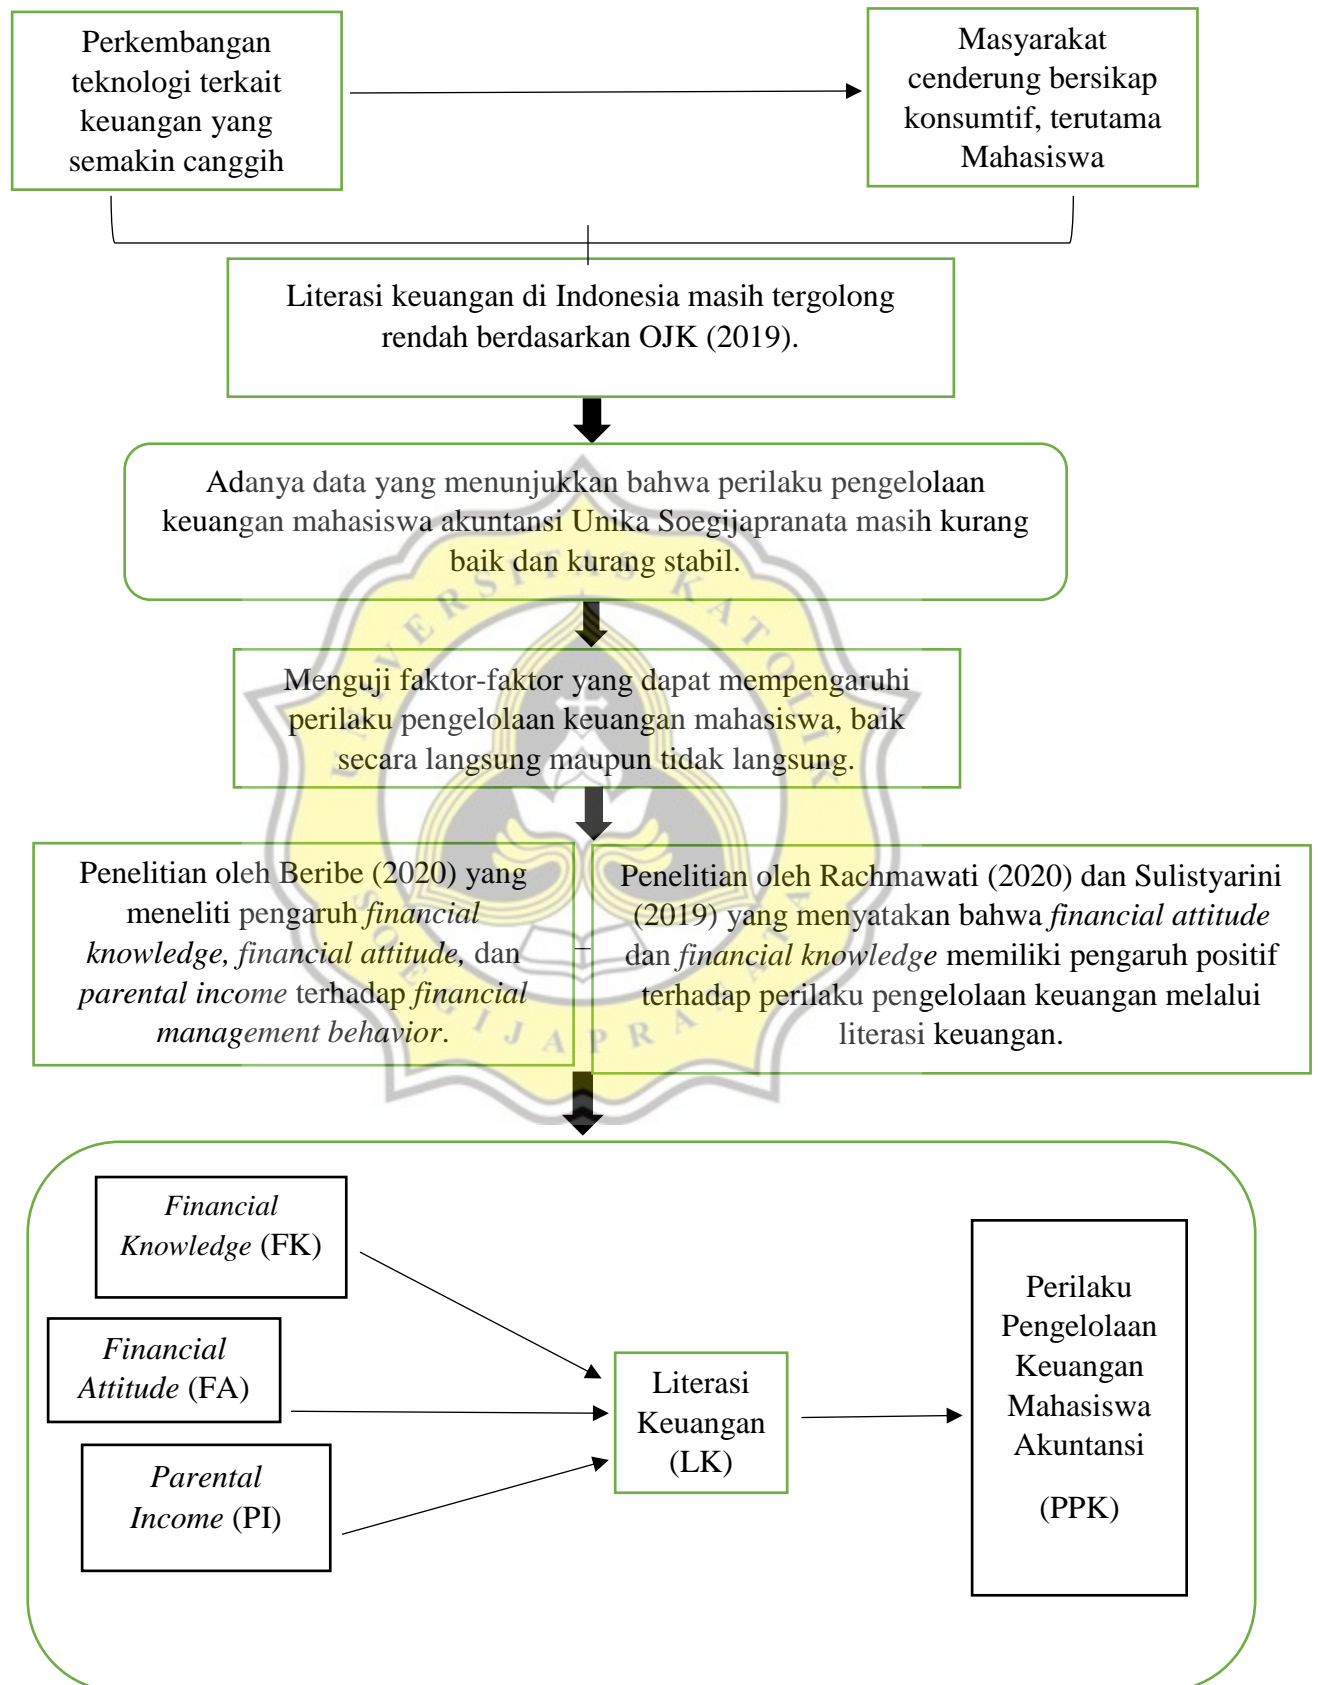 Perkembangan
teknologi terkait
keuangan yang
semakin canggih
Masyarakat
cenderung bersikap
konsumtif, terutama
Mahasiswa
Literasi keuangan di Indonesia masih tergolong
rendah berdasarkan OJK (2019).
Adanya data yang menunjukkan bahwa perilaku pengelolaan
keuangan mahasiswa akuntansi Unika Soegijapranata masih kurang
baik dan kurang stabil.
Menguji faktor-faktor yang dapat mempengaruhi
perilaku pengelolaan keuangan mahasiswa, baik
secara langsung maupun tidak langsung.
Penelitian oleh Beribe (2020) yang
meneliti pengaruh financial
knowledge, financial attitude, dan
parental income terhadap financial
management behavior.
Penelitian oleh Rachmawati (2020) dan Sulistyarini
(2019) yang menyatakan bahwa financial attitude
dan financial knowledge memiliki pengaruh positif
terhadap perilaku pengelolaan keuangan melalui
literasi keuangan.
UNIVERSITAS KATOLIK
SOEGIJAPRANATA
Financial
Knowledge (FK)
Financial
Attitude (FA)
Parental
Income (PI)
Literasi
Keuangan
(LK)
Perilaku
Pengelolaan
Keuangan
Mahasiswa
Akuntansi
(PPK)